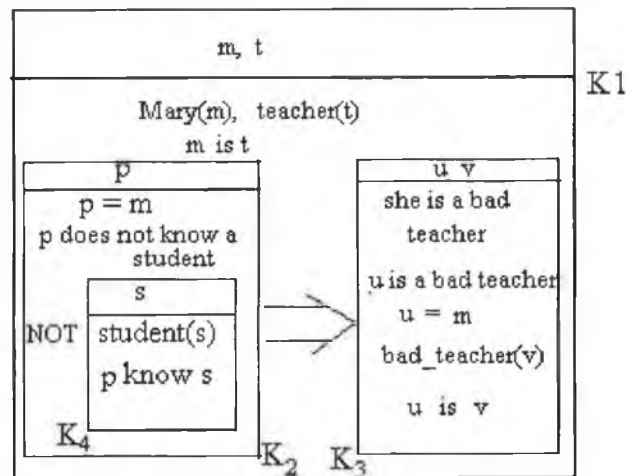 m, t
K1
Mary(m), teacher(t)
m is t
p
p = m
p does not know a
student
s
NOT
student(s)
p know s
K4
K2
u v
she is a bad
teacher
u is a bad teacher
u = m
bad_teacher(v)
u is v
K3